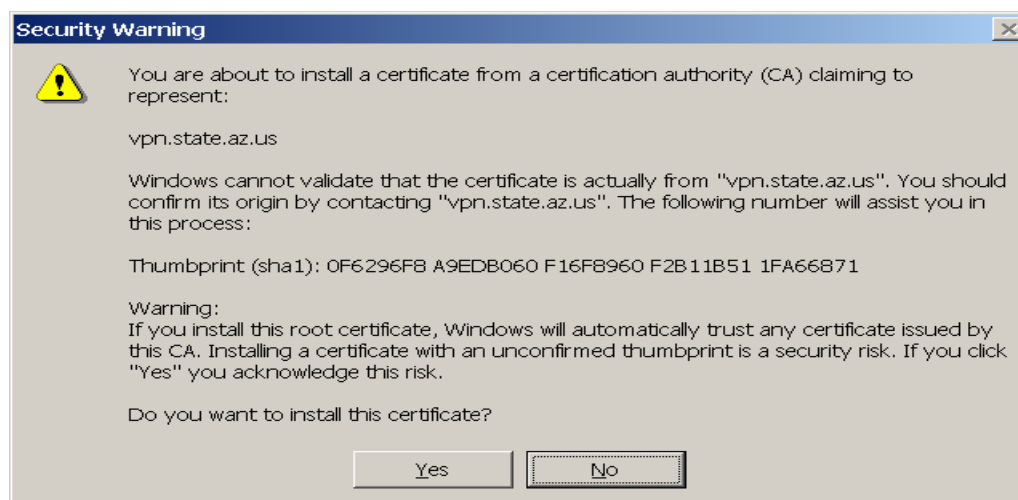 Security Warning
You are about to install a certificate from a certification authority (CA) claiming to
represent:
vpn.state.az.us
Windows cannot validate that the certificate is actually from "vpn.state.az.us". You should
confirm its origin by contacting "vpn.state.az.us". The following number will assist you in
this process:
Thumbprint (sha1): 0F6296F8 A9EDB060 F16F8960 F2B11B51 1FA66871
Warning:
If you install this root certificate, Windows will automatically trust any certificate issued by
this CA. Installing a certificate with an unconfirmed thumbprint is a security risk. If you click
"Yes" you acknowledge this risk.
Do you want to install this certificate?
Yes No